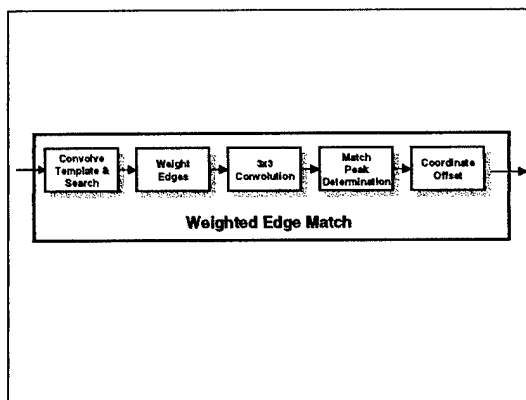 Convolve
Template &
Search
Weight
Edges
3x3
Convolution
Match
Peak
Determination
Coordinate
Offset
Weighted Edge Match